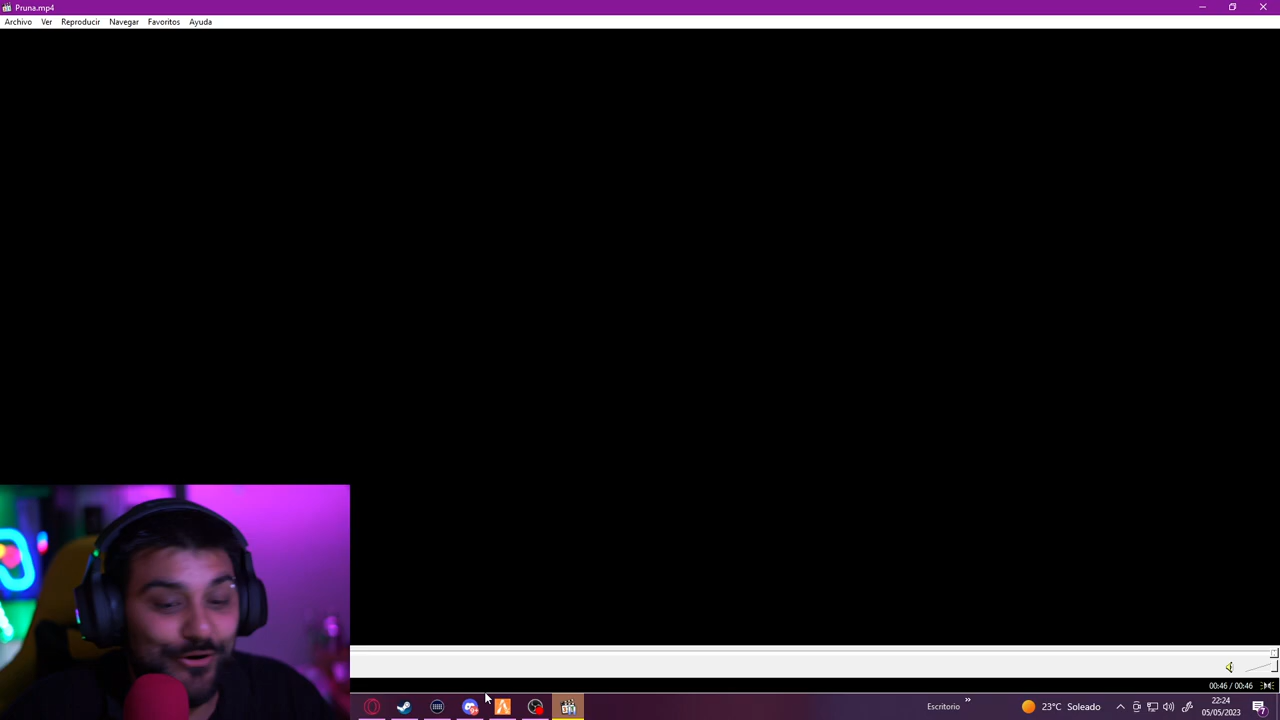 Pruna.mp4
Archivo Ver Reproducir Navegar Favoritos Ayuda
00:46 / 00:46
Escritorio
23°C Soleado
22:24
05/05/2023